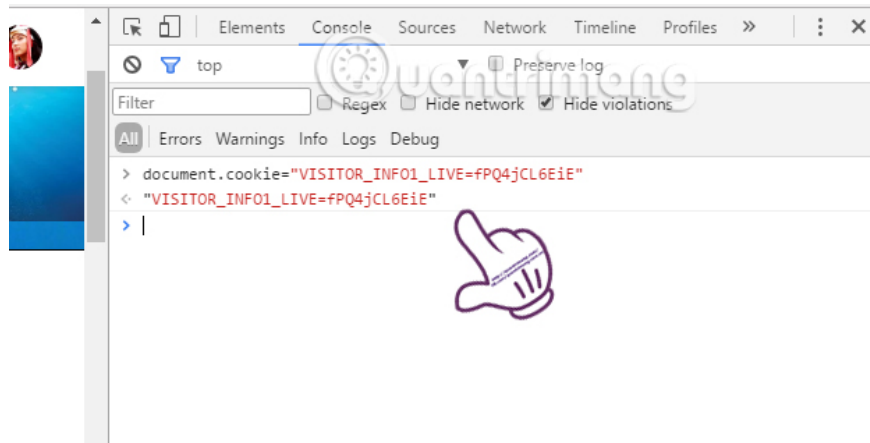 Elements Console Sources Network Timeline Profiles »
top Preserve log
Quantrimang
Filter Regex Hide network Hide violations
All Errors Warnings Info Logs Debug
> document.cookie="VISITOR_INFO1_LIVE=fPQ4jCL6EiE"
"VISITOR_INFO1_LIVE=fPQ4jCL6EiE"
>